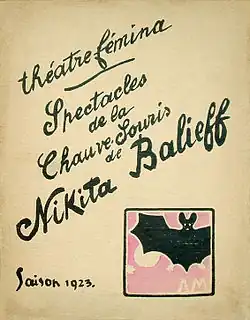 théatre fémina
Spectacles
de la
Chauve-Souris
de
Nikita Balieff
Saison 1923.
AM